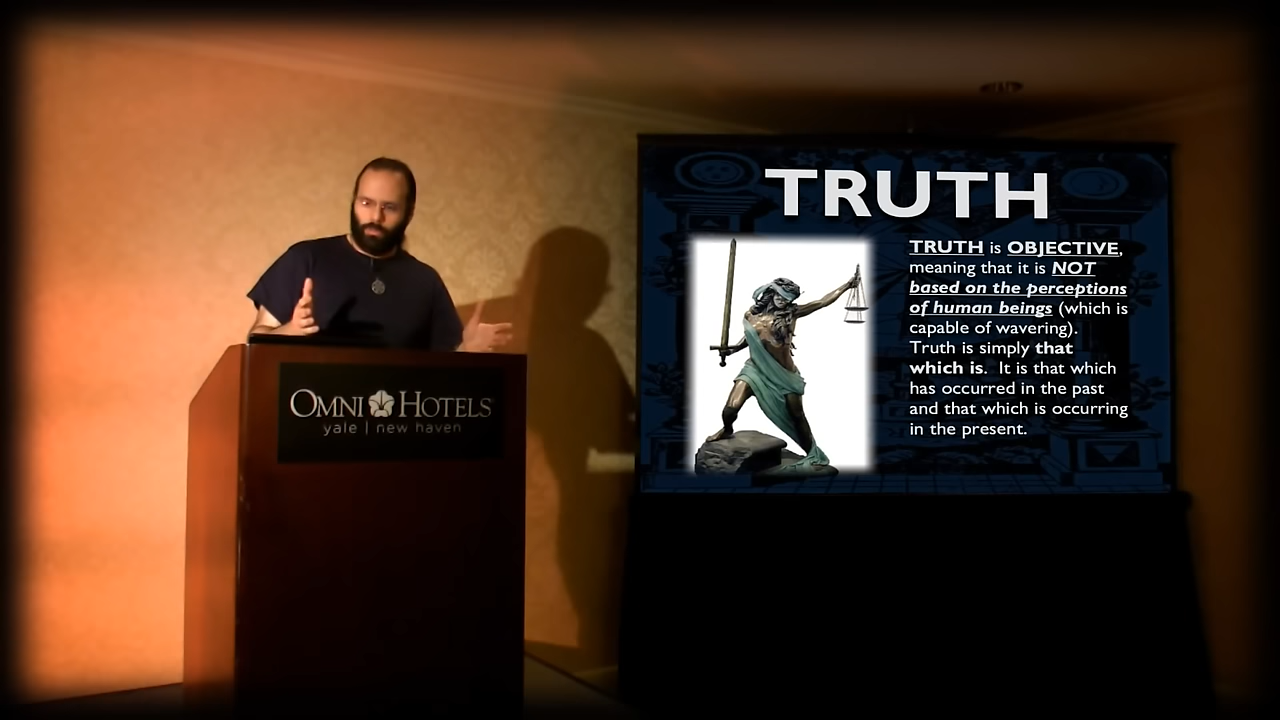 TRUTH
TRUTH is OBJECTIVE,
meaning that it is NOT
based on the perceptions
of human beings (which is
capable of wavering).
Truth is simply that
which is. It is that which
has occurred in the past
and that which is occurring
in the present.
OMNI HOTELS
yale | new haven